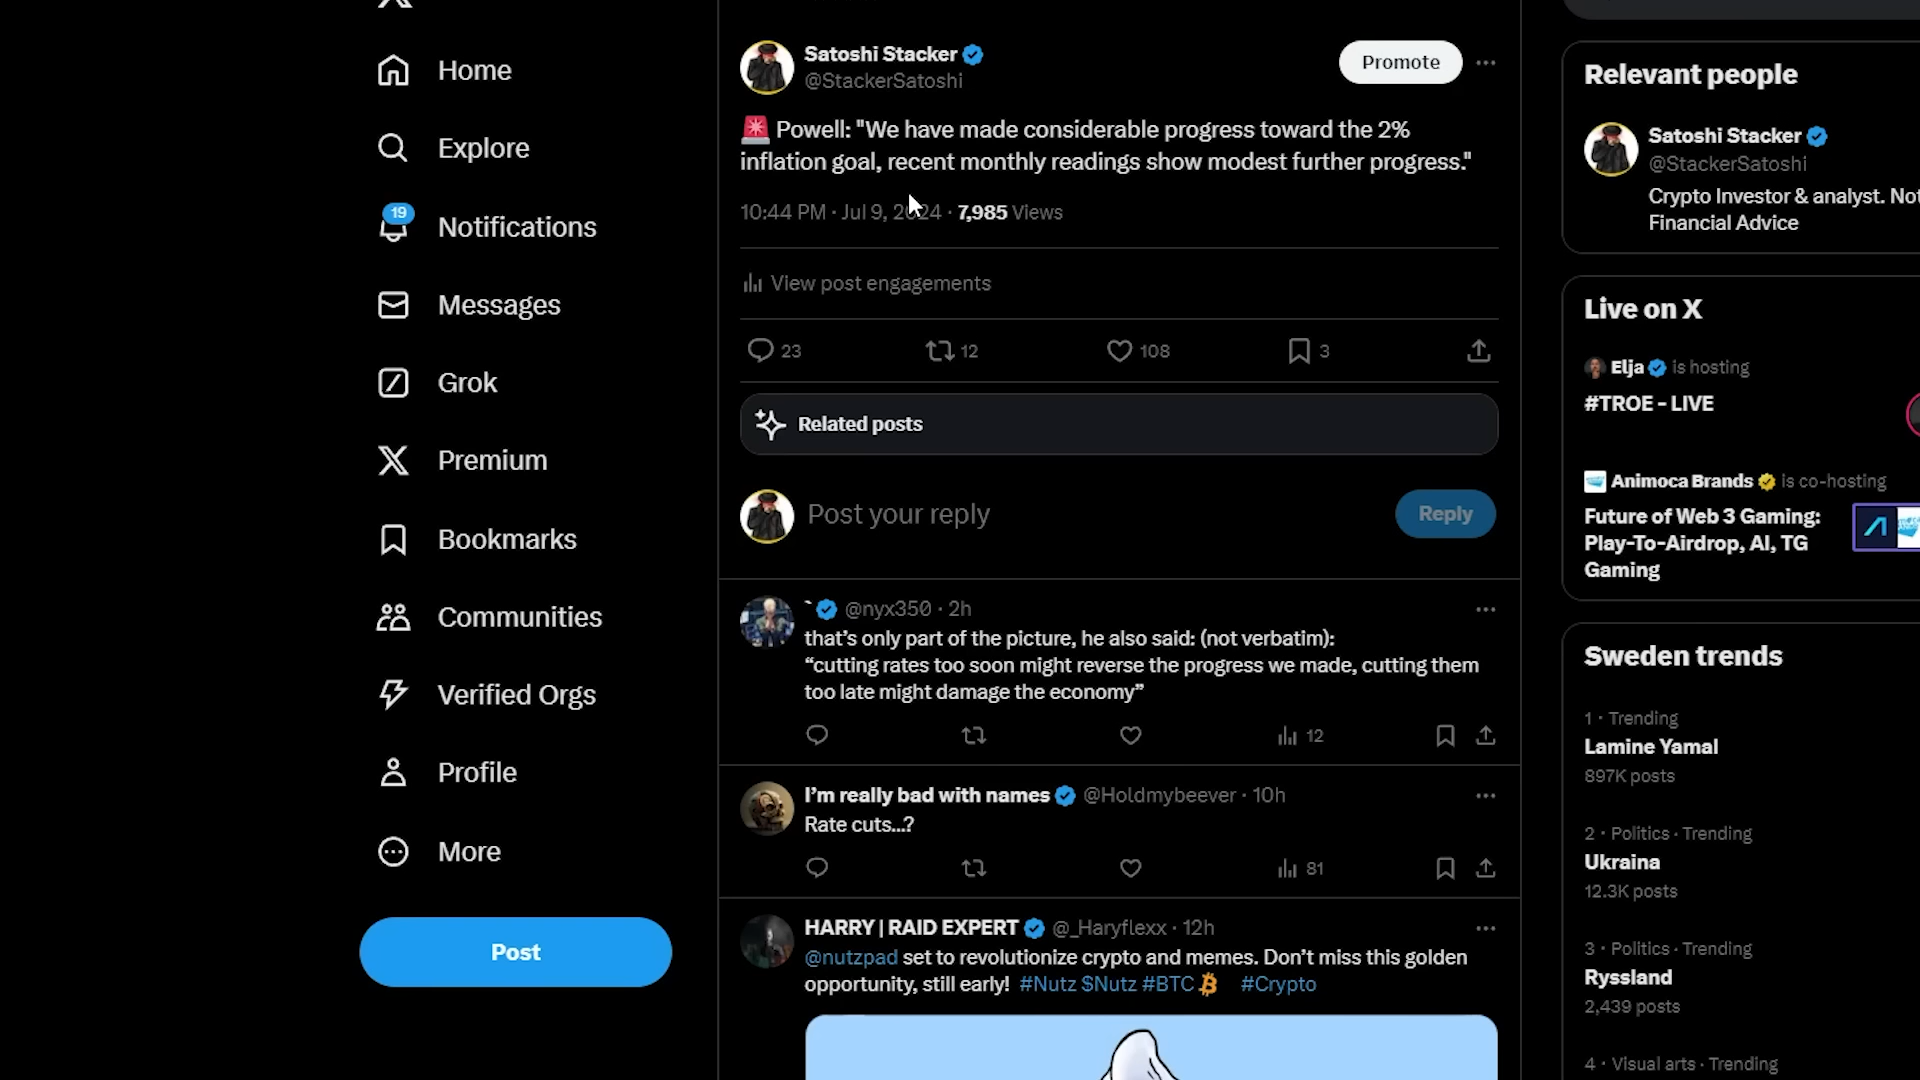 Home
Explore
19
Notifications
Messages
Grok
Premium
Bookmarks
Communities
Verified Orgs
Profile
More
Post
Satoshi Stacker
@StackerSatoshi
Promote
🚨 Powell: "We have made considerable progress toward the 2%
inflation goal, recent monthly readings show modest further progress."
10:44 PM · Jul 9, 2024 · 7,985 Views
View post engagements
23
12
108
3
Related posts
Post your reply
Reply
` @nyx350 · 2h
that's only part of the picture, he also said: (not verbatim):
“cutting rates too soon might reverse the progress we made, cutting them
too late might damage the economy”
12
I'm really bad with names @Holdmybeever · 10h
Rate cuts...?
81
HARRY | RAID EXPERT @_Haryflexx · 12h
@nutzpad set to revolutionize crypto and memes. Don't miss this golden
opportunity, still early! #Nutz $Nutz #BTC #Crypto
Relevant people
Satoshi Stacker
@StackerSatoshi
Crypto Investor & analyst. Not
Financial Advice
Live on X
Elja is hosting
#TROE - LIVE
Animoca Brands is co-hosting
Future of Web 3 Gaming:
Play-To-Airdrop, AI, TG
Gaming
Sweden trends
1 · Trending
Lamine Yamal
897K posts
2 · Politics · Trending
Ukraina
12.3K posts
3 · Politics · Trending
Ryssland
2,439 posts
4 · Visual arts · Trending